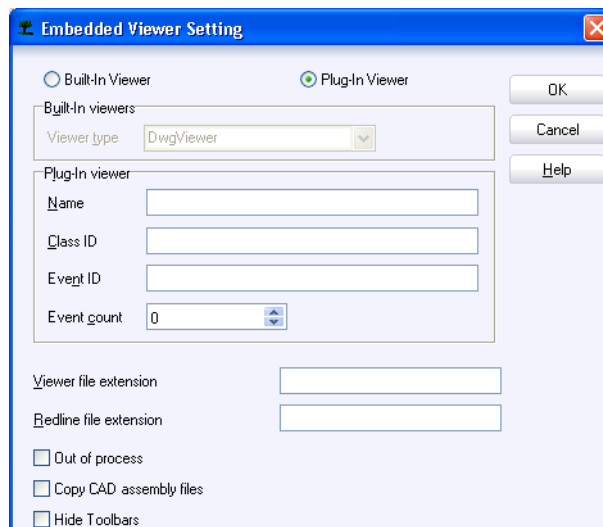 Embedded Viewer Setting
Built-In Viewer
Plug-In Viewer
OK
Built-In viewers
Viewer type
DwgViewer
Cancel
Plug-In viewer
Help
Name
Class ID
Event ID
Event count
0
Viewer file extension
Redline file extension
Out of process
Copy CAD assembly files
Hide Toolbars